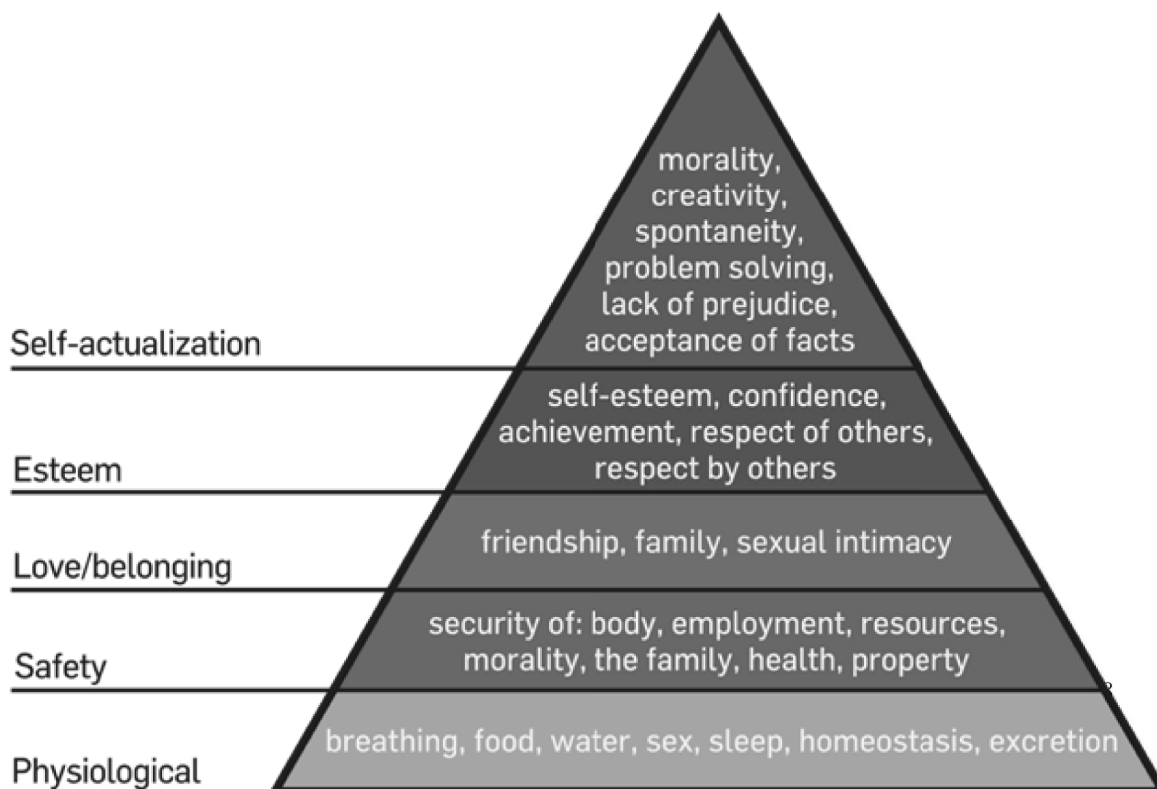 morality,
creativity,
spontaneity,
problem solving,
lack of prejudice,
acceptance of facts
Self-actualization
self-esteem, confidence,
achievement, respect of others,
respect by others
Esteem
friendship, family, sexual intimacy
Love/belonging
security of: body, employment, resources,
morality, the family, health, property
Safety
breathing, food, water, sex, sleep, homeostasis, excretion
Physiological